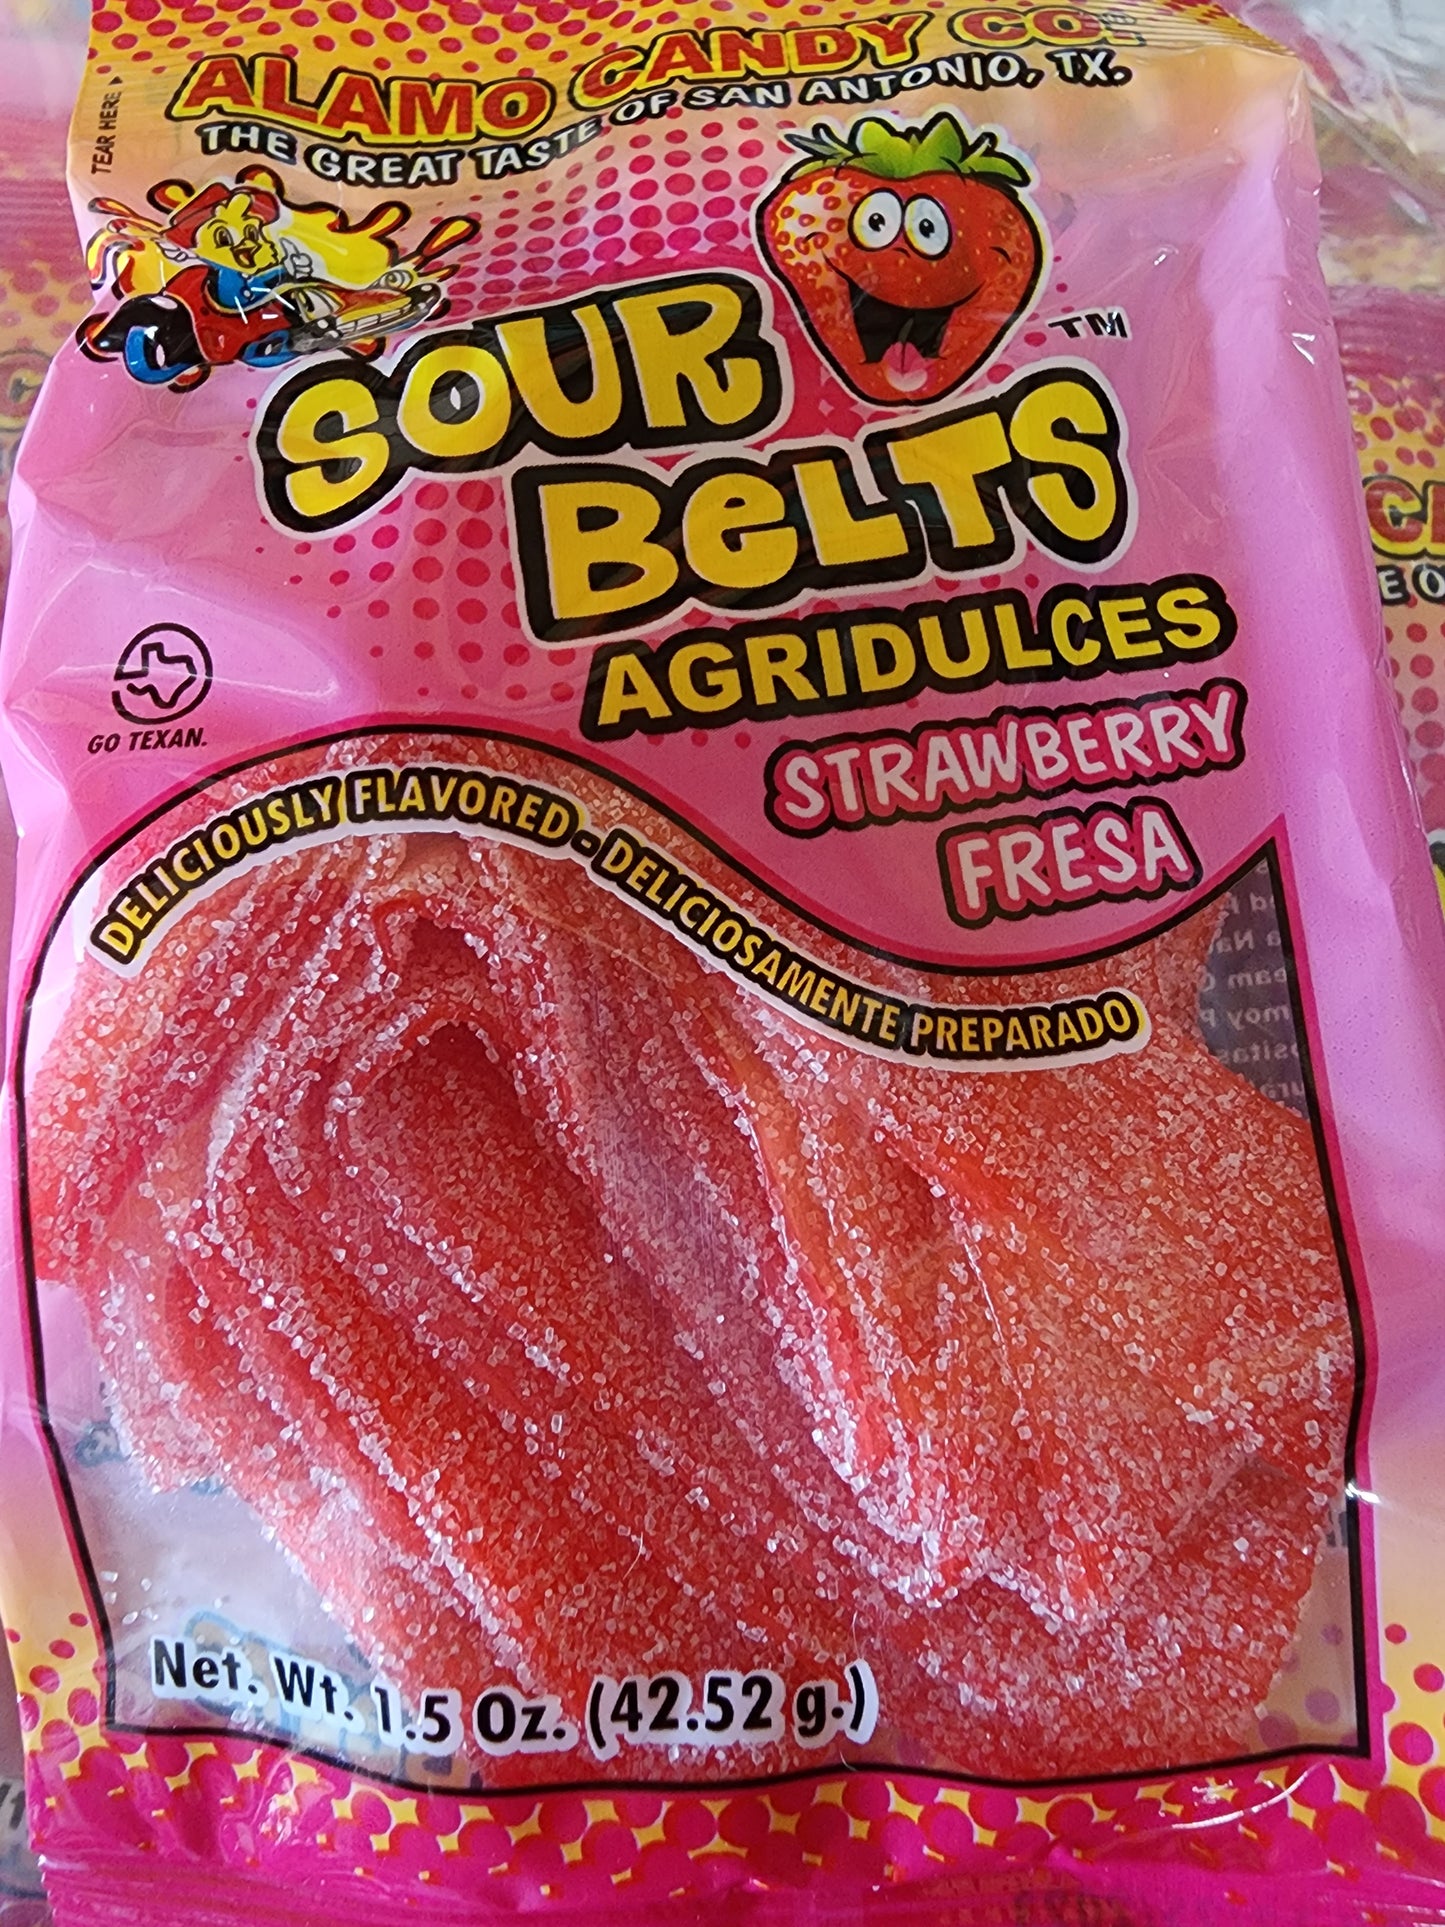 TEAR HERE
ALAMO CANDY CO.
THE GREAT TASTE OF SAN ANTONIO, TX.
SOUR
BeLTS
TM
AGRIDULCES
STRAWBERRY
FRESA
GO TEXAN.
DELICIOUSLY FLAVORED - DELICIOSAMENTE PREPARADO
Net. Wt. 1.5 Oz. (42.52 g.)